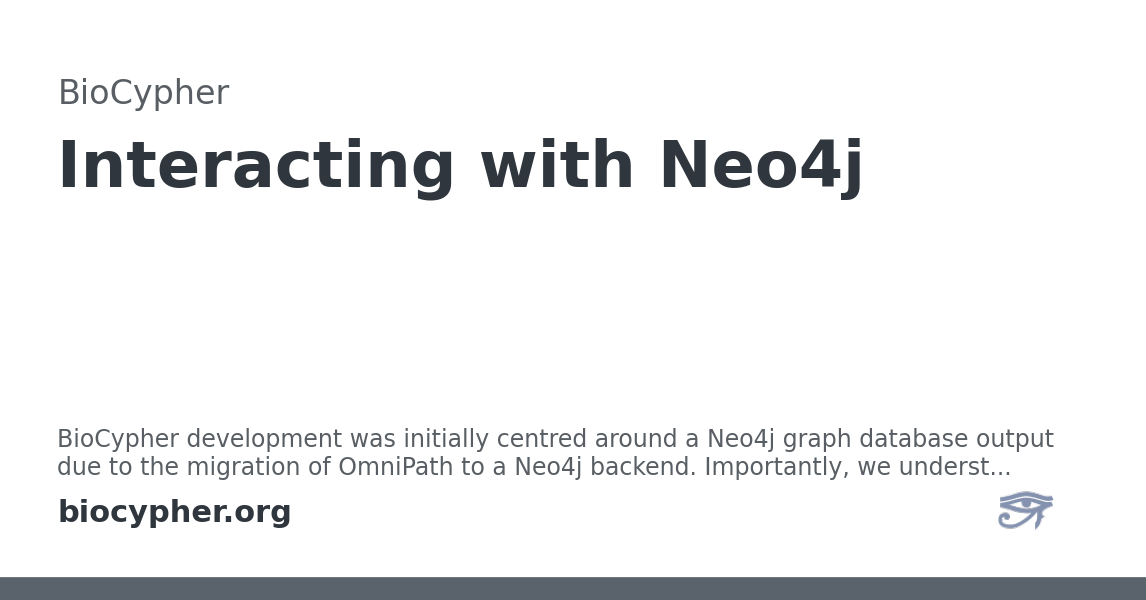 BioCypher
Interacting with Neo4j
BioCypher development was initially centred around a Neo4j graph database output
due to the migration of OmniPath to a Neo4j backend. Importantly, we underst...
biocypher.org